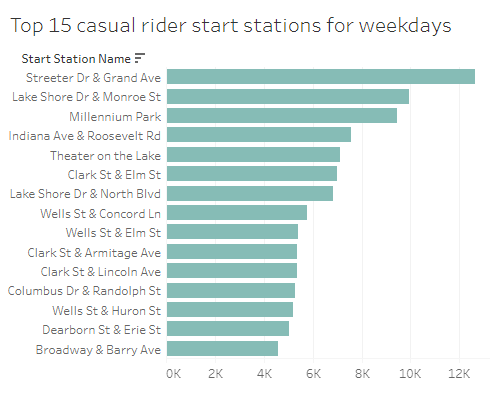 Top 15 casual rider start stations for weekdays
Start Station Name
Streeter Dr & Grand Ave
Lake Shore Dr & Monroe St
Millennium Park
Indiana Ave & Roosevelt Rd
Theater on the Lake
Clark St & Elm St
Lake Shore Dr & North Blvd
Wells St & Concord Ln
Wells St & Elm St
Clark St & Armitage Ave
Clark St & Lincoln Ave
Columbus Dr & Randolph St
Wells St & Huron St
Dearborn St & Erie St
Broadway & Barry Ave
0K 2K 4K 6K 8K 10K 12K